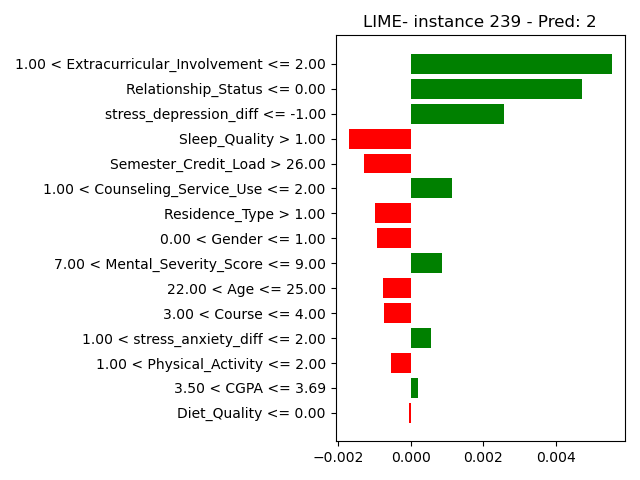 LIME- instance 239 - Pred: 2
1.00 < Extracurricular_Involvement <= 2.00
Relationship_Status <= 0.00
stress_depression_diff <= -1.00
Sleep_Quality > 1.00
Semester_Credit_Load > 26.00
1.00 < Counseling_Service_Use <= 2.00
Residence_Type > 1.00
0.00 < Gender <= 1.00
7.00 < Mental_Severity_Score <= 9.00
22.00 < Age <= 25.00
3.00 < Course <= 4.00
1.00 < stress_anxiety_diff <= 2.00
1.00 < Physical_Activity <= 2.00
3.50 < CGPA <= 3.69
Diet_Quality <= 0.00
−0.002 0.000 0.002 0.004